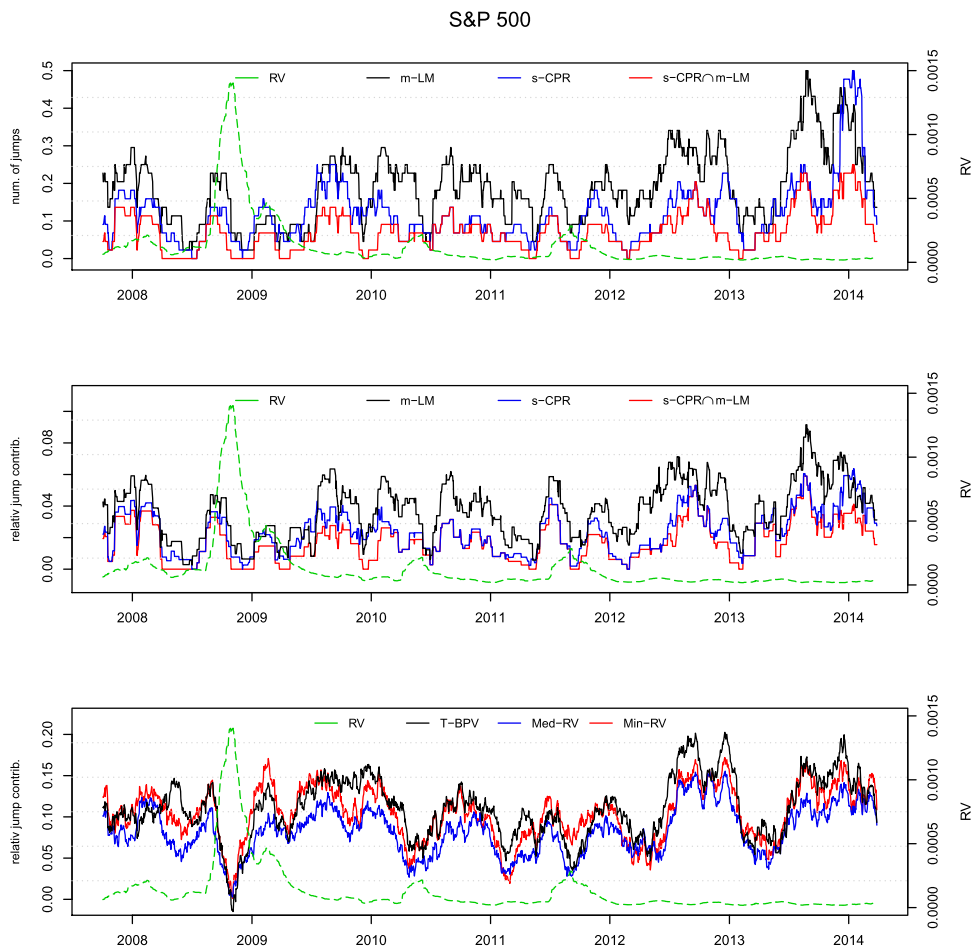 S&P 500
RV m-LM s-CPR s-CPR∩m-LM
num. of jumps
0.0 0.1 0.2 0.3 0.4 0.5
RV
0.0000 0.0005 0.0010 0.0015
2008 2009 2010 2011 2012 2013 2014
RV m-LM s-CPR s-CPR∩m-LM
relativ jump contrib.
0.00 0.04 0.08
RV
0.0000 0.0005 0.0010 0.0015
2008 2009 2010 2011 2012 2013 2014
RV T-BPV Med-RV Min-RV
relative jump contrib.
0.00 0.05 0.10 0.15 0.20
RV
0.0000 0.0005 0.0010 0.0015
2008 2009 2010 2011 2012 2013 2014